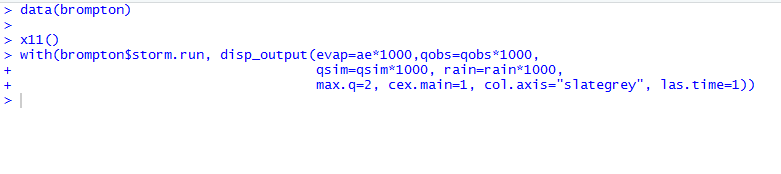 > data(brompton)
>
> x11()
> with(brompton$storm.run, disp_output(evap=ae*1000,qobs=qobs*1000,
+                                      qsim=qsim*1000, rain=rain*1000,
+                                      max.q=2, cex.main=1, col.axis="slategrey", las.time=1))
>